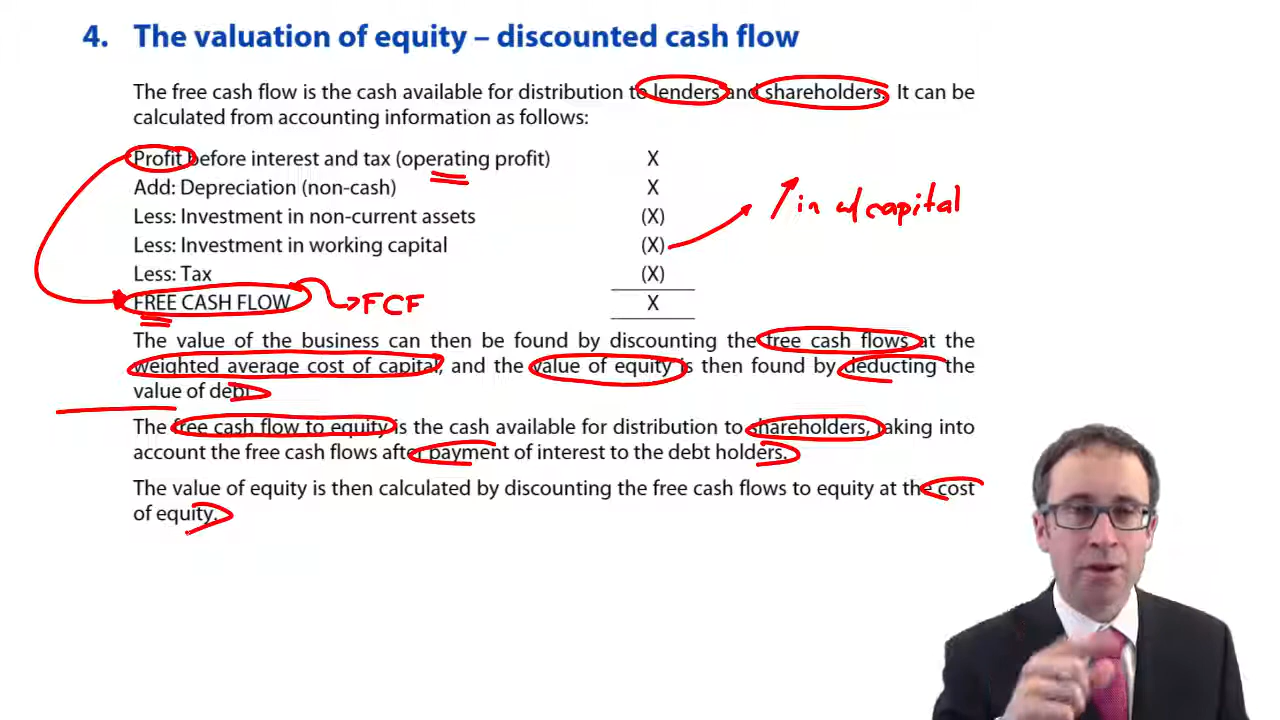 4. The valuation of equity – discounted cash flow
The free cash flow is the cash available for distribution to lenders and shareholders. It can be
calculated from accounting information as follows:
Profit before interest and tax (operating profit) X
Add: Depreciation (non-cash) X
Less: Investment in non-current assets (X)
↗ in w/capital
Less: Investment in working capital (X)
Less: Tax (X)
FREE CASH FLOW X
FCF
The value of the business can then be found by discounting the free cash flows at the
weighted average cost of capital, and the value of equity is then found by deducting the
value of debt
The free cash flow to equity is the cash available for distribution to shareholders, taking into
account the free cash flows after payment of interest to the debt holders.
The value of equity is then calculated by discounting the free cash flows to equity at the cost
of equity.